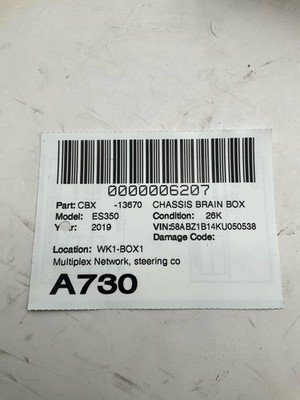 0000006207
Part: CBX -13670 CHASSIS BRAIN BOX
Model: ES350 Condition: 26K
Year: 2019 VIN:58ABZ1B14KU050538
Damage Code:
Location: WK1-BOX1
Multiplex Network, steering co
A730